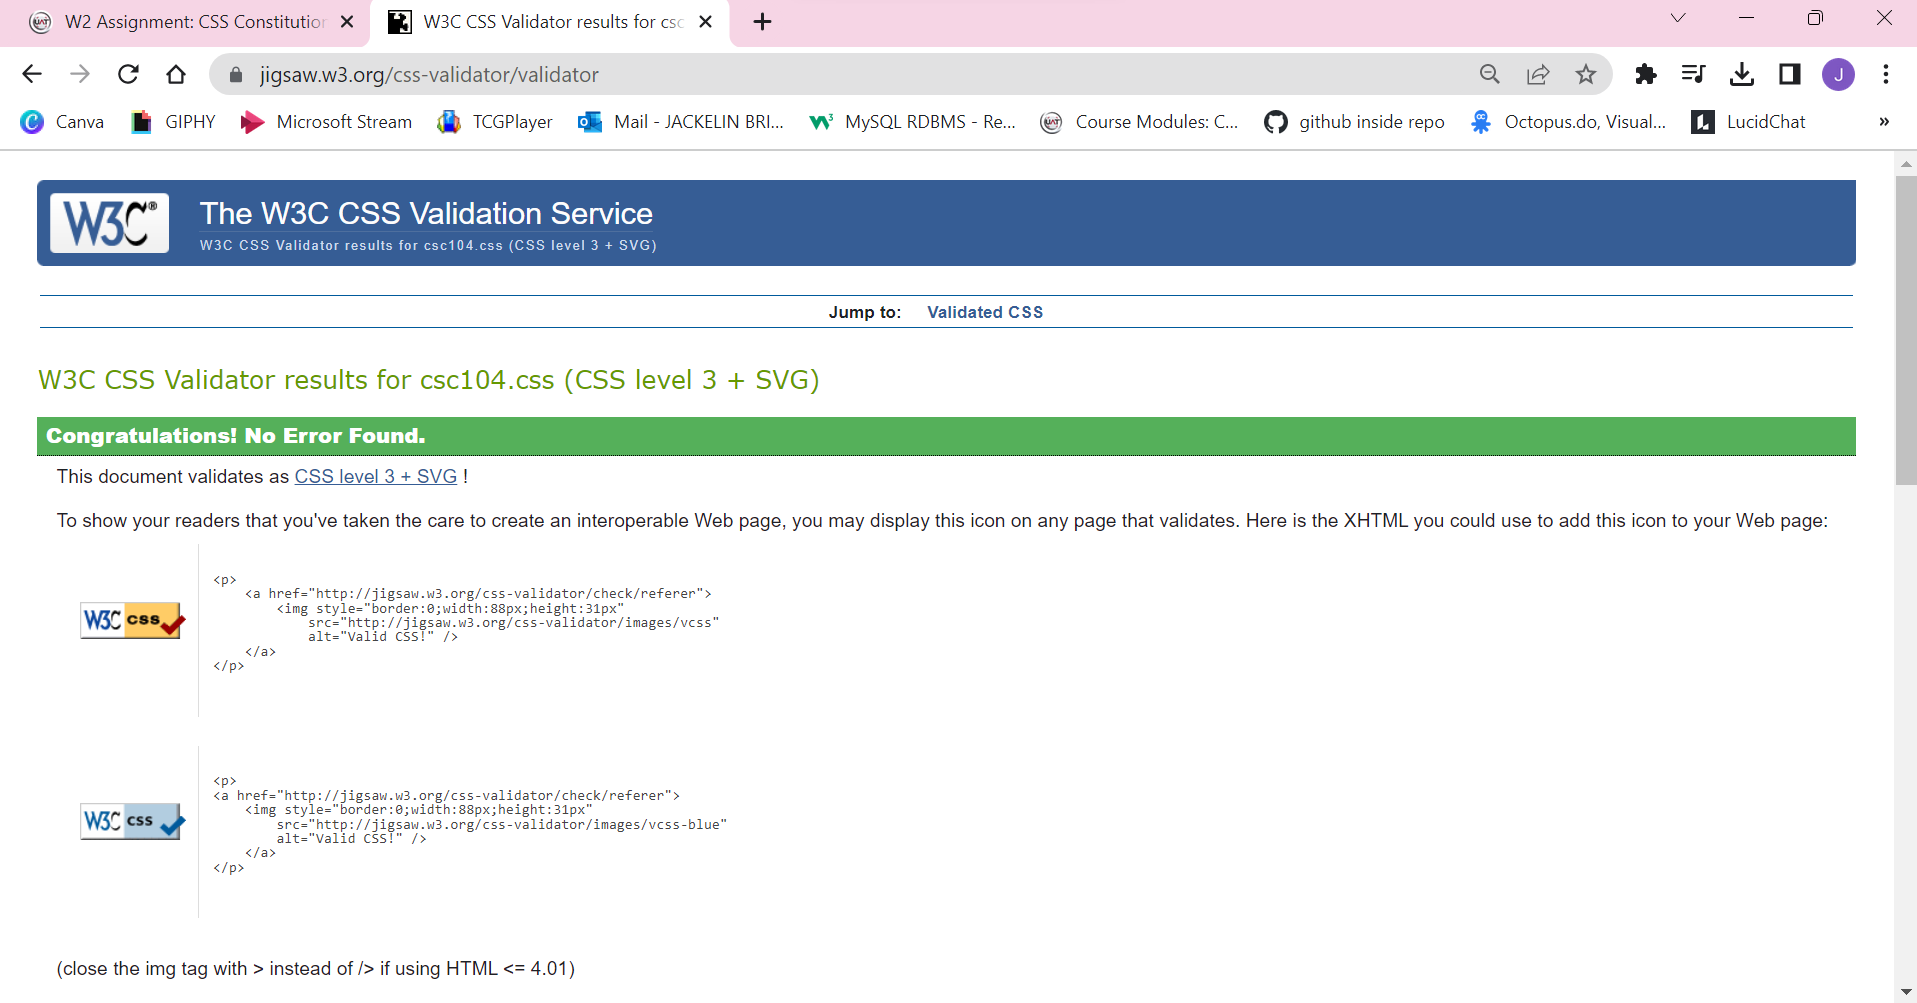 W2 Assignment: CSS Constitution
W3C CSS Validator results for csc
jigsaw.w3.org/css-validator/validator
J
Canva
GIPHY
Microsoft Stream
TCGPlayer
Mail - JACKELIN BRI...
MySQL RDBMS - Re...
Course Modules: C...
github inside repo
Octopus.do, Visual...
LucidChat
»
W3C®
The W3C CSS Validation Service
W3C CSS Validator results for csc104.css (CSS level 3 + SVG)
Jump to: Validated CSS
W3C CSS Validator results for csc104.css (CSS level 3 + SVG)
Congratulations! No Error Found.
This document validates as CSS level 3 + SVG !
To show your readers that you've taken the care to create an interoperable Web page, you may display this icon on any page that validates. Here is the XHTML you could use to add this icon to your Web page:
W3C css
<p>
<a href="http://jigsaw.w3.org/css-validator/check/referer">
<img style="border:0;width:88px;height:31px"
src="http://jigsaw.w3.org/css-validator/images/vcss"
alt="Valid CSS!" />
</a>
</p>
W3C css
<p>
<a href="http://jigsaw.w3.org/css-validator/check/referer">
<img style="border:0;width:88px;height:31px"
src="http://jigsaw.w3.org/css-validator/images/vcss-blue"
alt="Valid CSS!" />
</a>
</p>
(close the img tag with > instead of /> if using HTML <= 4.01)